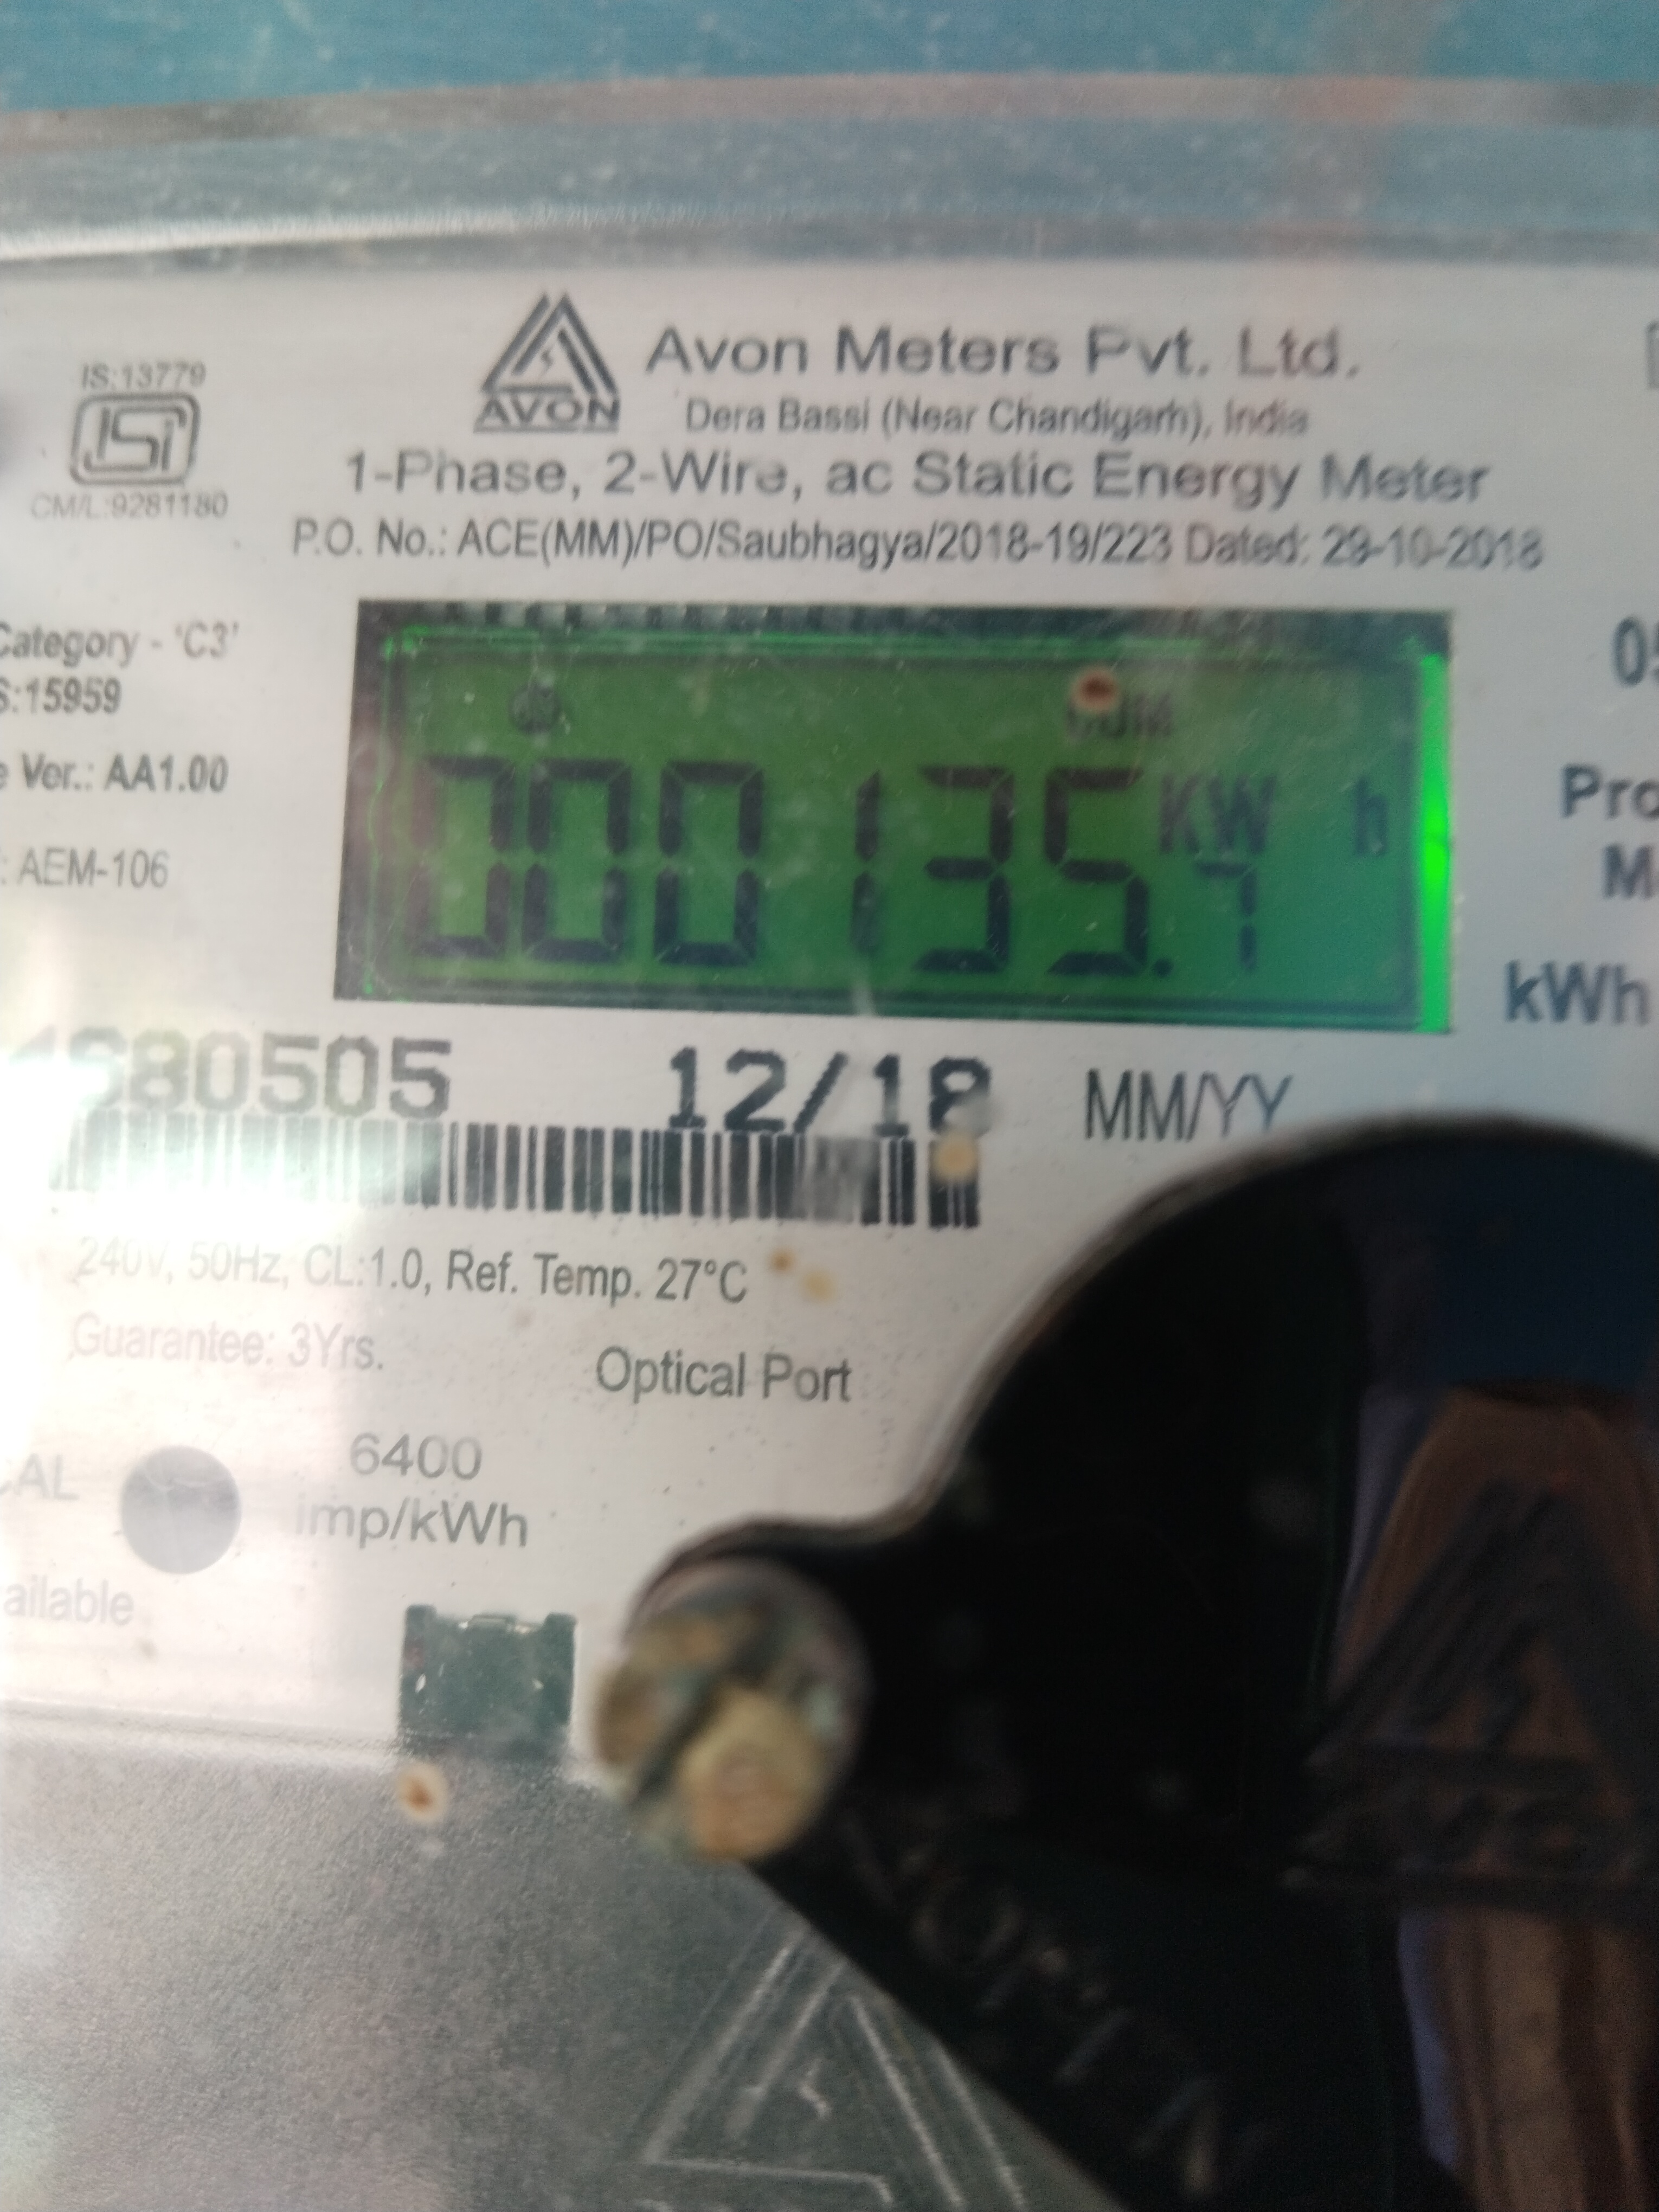 IS:13779
ISI
CM/L:9281180
AVON
Avon Meters Pvt. Ltd.
Dera Bassi (Near Chandigarh), India
1-Phase, 2-Wire, ac Static Energy Meter
P.O. No.: ACE(MM)/PO/Saubhagya/2018-19/223 Dated: 29-10-2018
Category - 'C3'
S:15959
Ver.: AA1.00
: AEM-106
CUM
000135.7 KW h
kWh
680505
12/18 MM/YY
240V, 50Hz, CL:1.0, Ref. Temp. 27°C
Guarantee: 3Yrs.
Optical Port
6400
imp/kWh